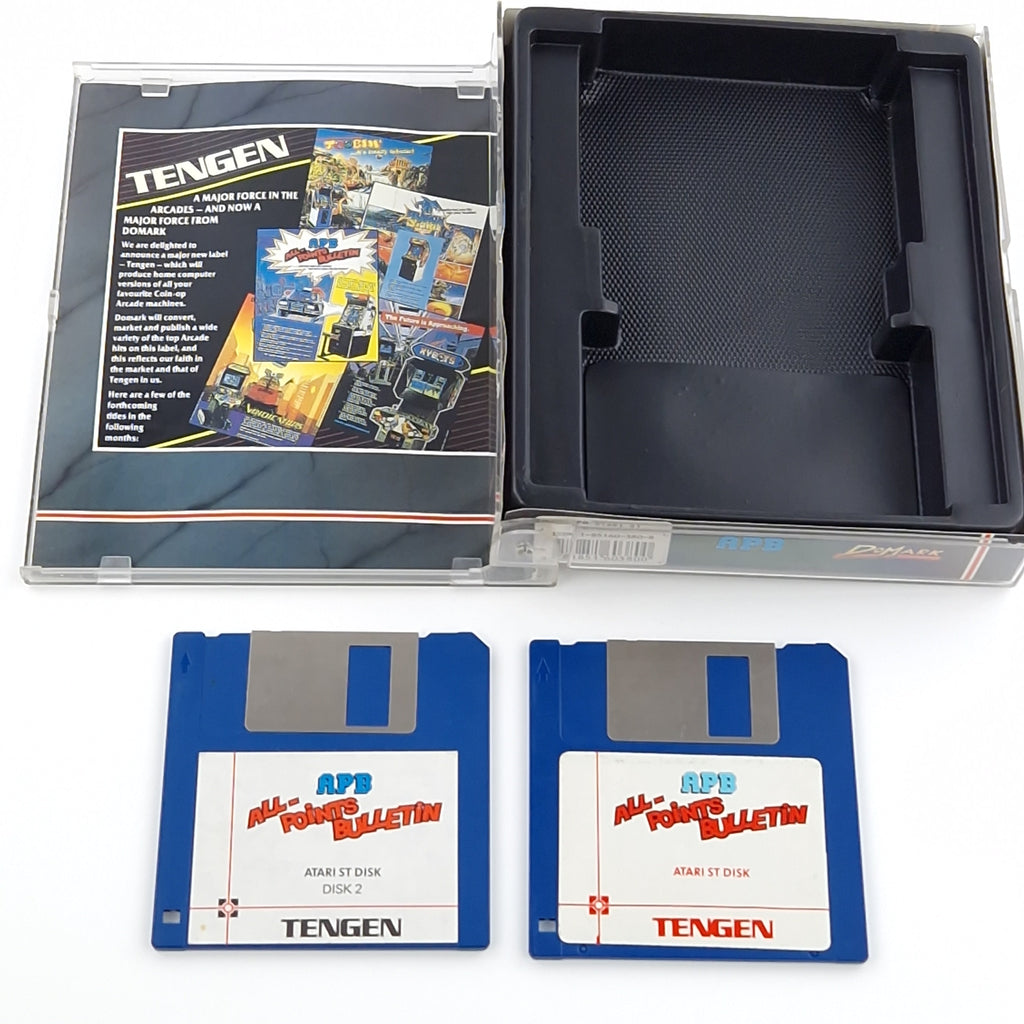 TENGEN
A MAJOR FORCE IN THE
ARCADES – AND NOW A
MAJOR FORCE FROM
DOMARK
We are delighted to
announce a major new label
– Tengen – which will
produce home computer
versions of all your
favourite Coin-op
Arcade machines.
Domark will convert,
market and publish a wide
variety of the top Arcade
hits on this label, and
this reflects our faith in
the market and that of
Tengen in us.
Here are a few of the
forthcoming
titles in the
following
months:
APB
ALL-
POINTS
BULLETIN
The Future is Approaching.
VINDICATORS
APB
DOMARK
APB
ALL-
POINTS
BULLETIN
ATARI ST DISK
DISK 2
TENGEN
APB
ALL-
POINTS
BULLETIN
ATARI ST DISK
TENGEN